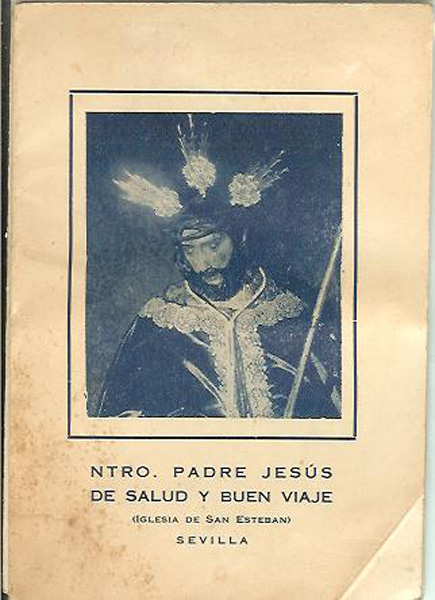 NTRO. PADRE JESÚS
DE SALUD Y BUEN VIAJE
(IGLESIA DE SAN ESTEBAN)
SEVILLA